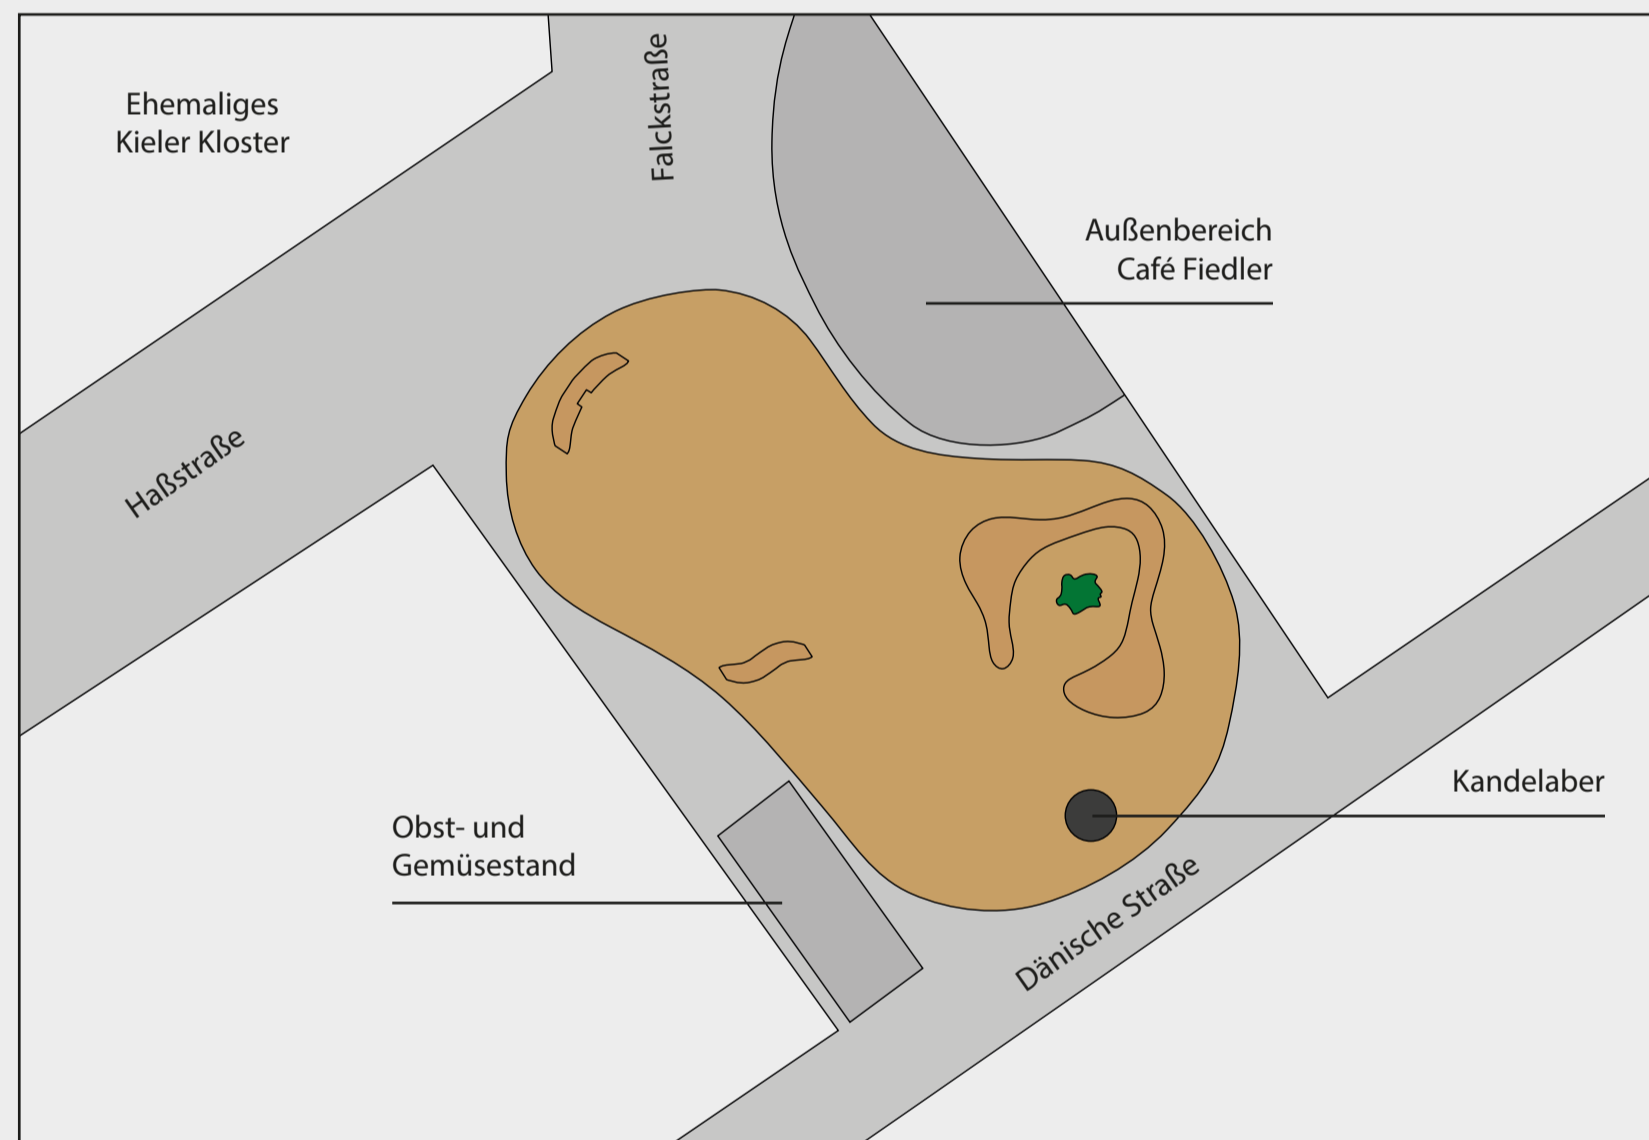 Ehemaliges
Kieler Kloster
Falckstraße
Außenbereich
Café Fiedler
Haßstraße
Kandelaber
Obst- und
Gemüsestand
Dänische Straße